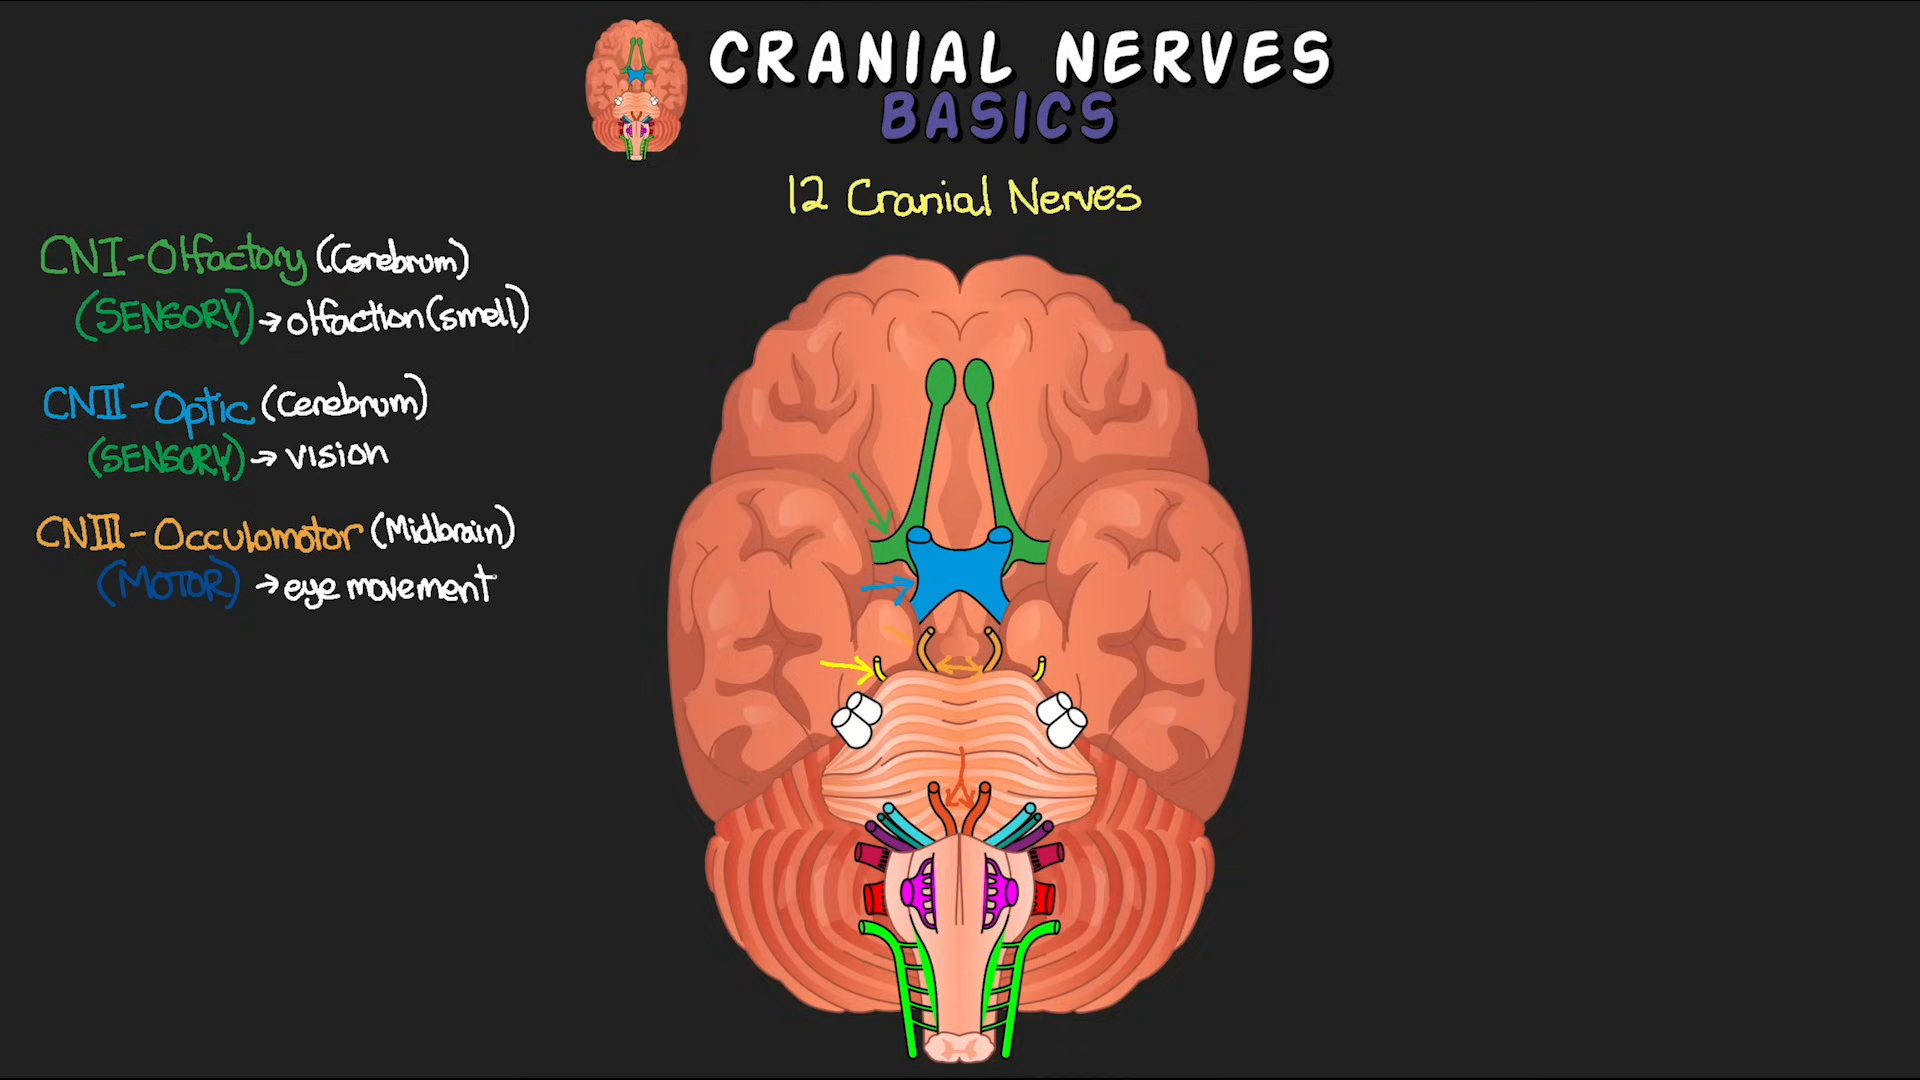 CRANIAL NERVES
BASICS
12 Cranial Nerves
CNI-Olfactory (Cerebrum)
(SENSORY) → olfaction (smell)
CNII-Optic (Cerebrum)
(SENSORY) → vision
CNIII-Occulomotor (Midbrain)
(MOTOR) → eye movement